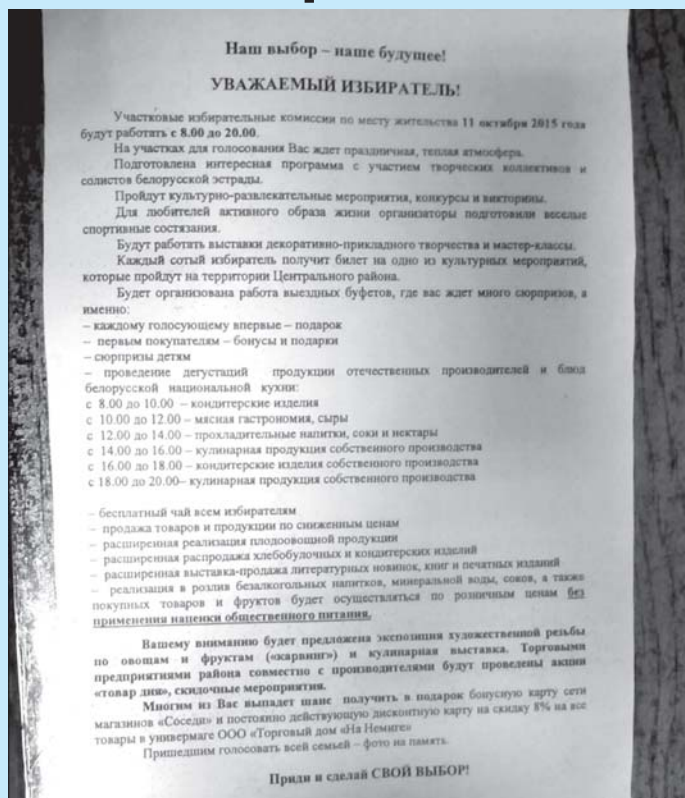 Наш выбор – наше будущее!
УВАЖАЕМЫЙ ИЗБИРАТЕЛЬ!
Участковые избирательные комиссии по месту жительства 11 октября 2015 года
будут работать с 8.00 до 20.00.
На участках для голосования Вас ждет праздничная, теплая атмосфера.
Подготовлена интересная программа с участием творческих коллективов и
солистов белорусской эстрады.
Пройдут культурно-развлекательные мероприятия, конкурсы и викторины.
Для любителей активного образа жизни организаторы подготовили веселые
спортивные состязания.
Будут работать выставки декоративно-прикладного творчества и мастер-классы.
Каждый сотый избиратель получит билет на одно из культурных мероприятий,
которые пройдут на территории Центрального района.
Будет организована работа выездных буфетов, где вас ждет много сюрпризов, а
именно:
– каждому голосующему впервые – подарок
– первым покупателям – бонусы и подарки
– сюрпризы детям
– проведение дегустаций продукции отечественных производителей и блюд
белорусской национальной кухни:
с 8.00 до 10.00 – кондитерские изделия
с 10.00 до 12.00 – мясная гастрономия, сыры
с 12.00 до 14.00 – прохладительные напитки, соки и нектары
с 14.00 до 16.00 – кулинарная продукция собственного производства
с 16.00 до 18.00 – кондитерские изделия собственного производства
с 18.00 до 20.00– кулинарная продукция собственного производства
– бесплатный чай всем избирателям
– продажа товаров и продукции по сниженным ценам
– расширенная реализация плодоовощной продукции
– расширенная распродажа хлебобулочных и кондитерских изделий
– расширенная выставка-продажа литературных новинок, книг и печатных изданий
– реализация в розлив безалкогольных напитков, минеральной воды, соков, а также
покупных товаров и фруктов будет осуществляться по розничным ценам без
применения наценки общественного питания.
Вашему вниманию будет предложена экспозиция художественной резьбы
по овощам и фруктам («карвинг») и кулинарная выставка. Торговыми
предприятиями района совместно с производителями будут проведены акции
«товар дня», скидочные мероприятия.
Многим из Вас выпадет шанс получить в подарок бонусную карту сети
магазинов «Соседи» и постоянно действующую дисконтную карту на скидку 8% на все
товары в универмаге ООО «Торговый дом «На Немиге»
Пришедшим голосовать всей семьей – фото на память.
Приди и сделай СВОЙ ВЫБОР!